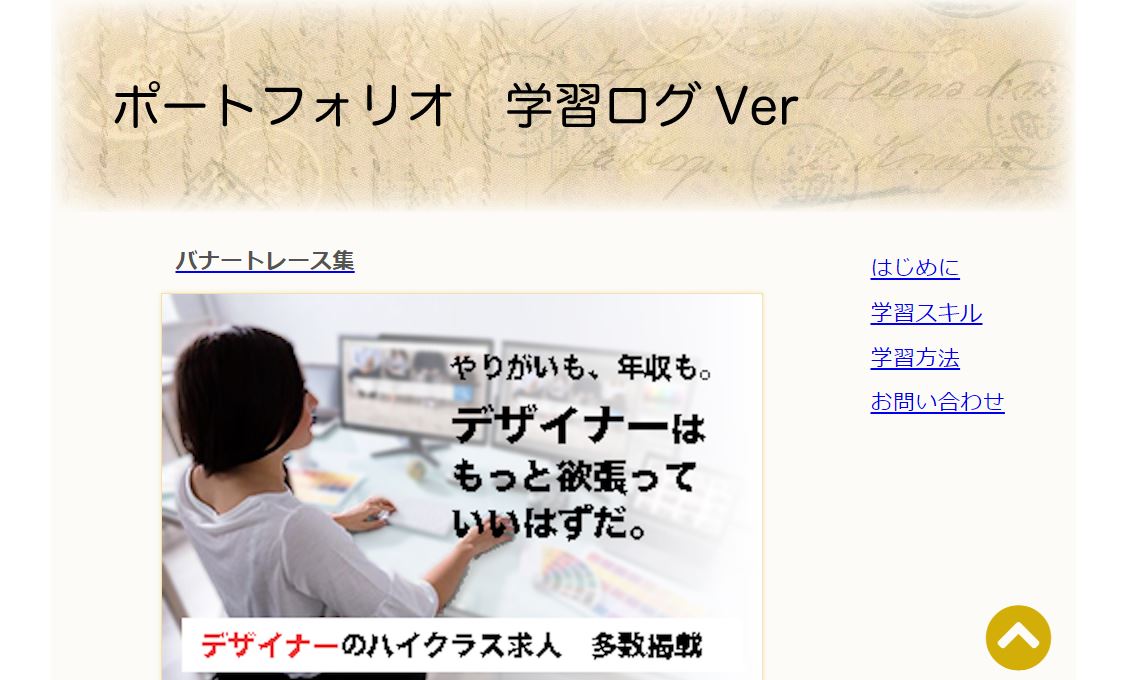 ポートフォリオ　学習ログ Ver
バナートレース集
やりがいも、年収も。
デザイナーは
もっと欲張って
いいはずだ。
デザイナーのハイクラス求人　多数掲載
はじめに
学習スキル
学習方法
お問い合わせ